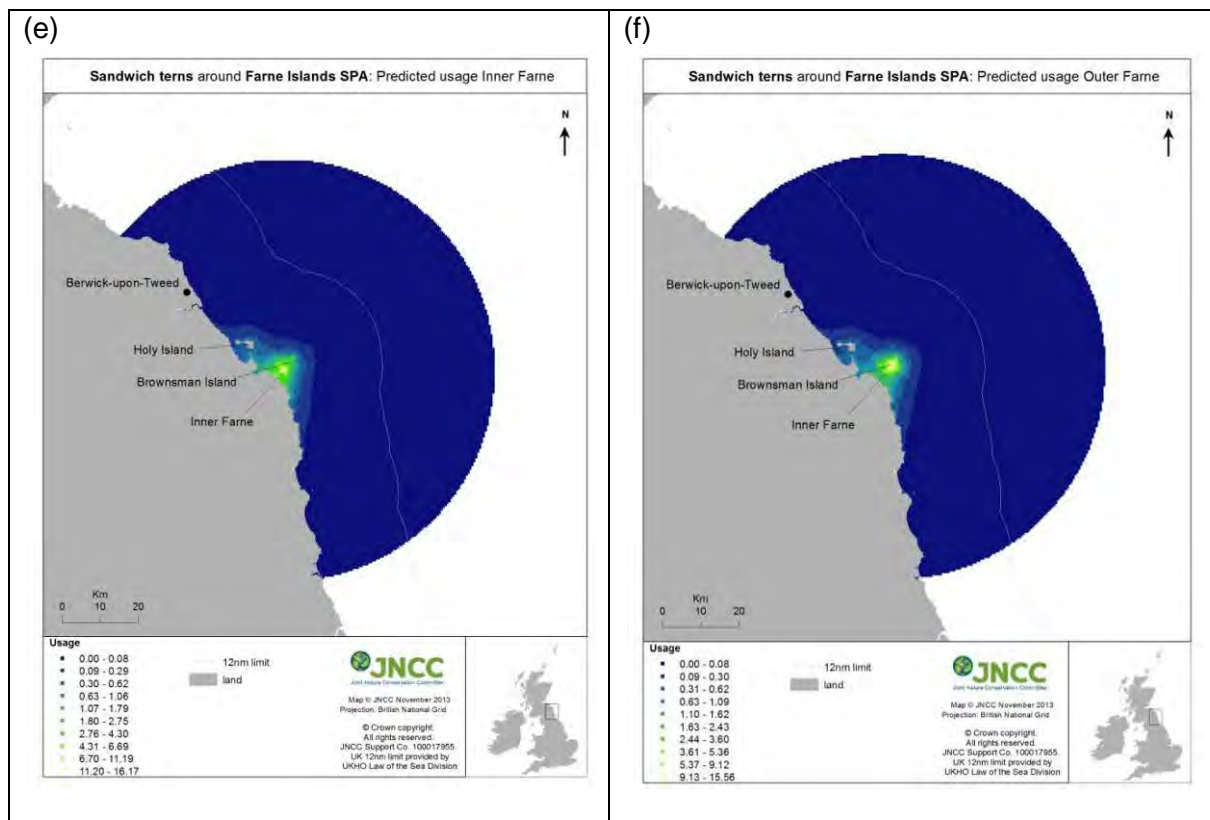 (e)
Sandwich terns around Farne Islands SPA: Predicted usage Inner Farne
N
Berwick-upon-Tweed
Holy Island
Brownsman Island
Inner Farne
Km
0 10 20
Usage
0.00 - 0.08
0.09 - 0.29
0.30 - 0.62
0.63 - 1.06
1.07 - 1.79
1.80 - 2.75
2.76 - 4.30
4.31 - 6.69
6.70 - 11.19
11.20 - 16.17
12nm limit
land
JNCC
Joint Nature Conservation Committee
Map © JNCC November 2013
Projection: British National Grid
© Crown copyright.
All rights reserved.
JNCC Support Co. 100017955.
UK 12nm limit provided by
UKHO Law of the Sea Division
(f)
Sandwich terns around Farne Islands SPA: Predicted usage Outer Farne
N
Berwick-upon-Tweed
Holy Island
Brownsman Island
Inner Farne
Km
0 10 20
Usage
0.00 - 0.08
0.09 - 0.30
0.31 - 0.62
0.63 - 1.09
1.10 - 1.62
1.63 - 2.43
2.44 - 3.60
3.61 - 5.36
5.37 - 9.12
9.13 - 15.56
12nm limit
land
JNCC
Joint Nature Conservation Committee
Map © JNCC November 2013
Projection: British National Grid
© Crown copyright.
All rights reserved.
JNCC Support Co. 100017955.
UK 12nm limit provided by
UKHO Law of the Sea Division